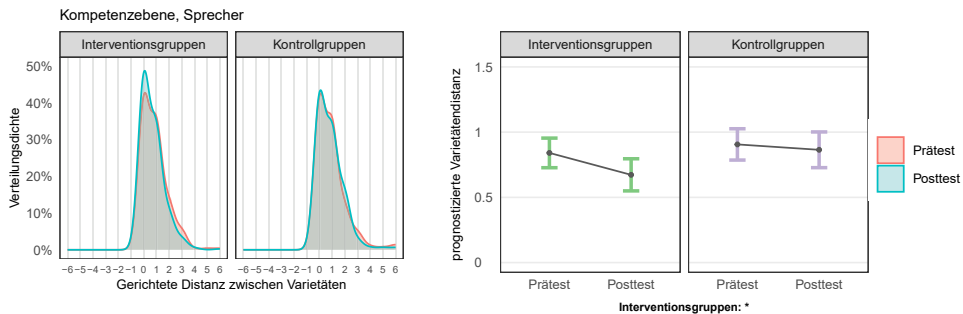 Kompetenzebene, Sprecher
Interventionsgruppen
Kontrollgruppen
Verteilungsdichte
50%
40%
30%
20%
10%
0%
−6 −5 −4 −3 −2 −1 0 1 2 3 4 5 6
−6 −5 −4 −3 −2 −1 0 1 2 3 4 5 6
Gerichtete Distanz zwischen Varietäten
Interventionsgruppen
Kontrollgruppen
prognostizierte Varietätendistanz
1.5
1
0.5
0
Prätest Posttest
Prätest Posttest
Interventionsgruppen: *
Prätest
Posttest